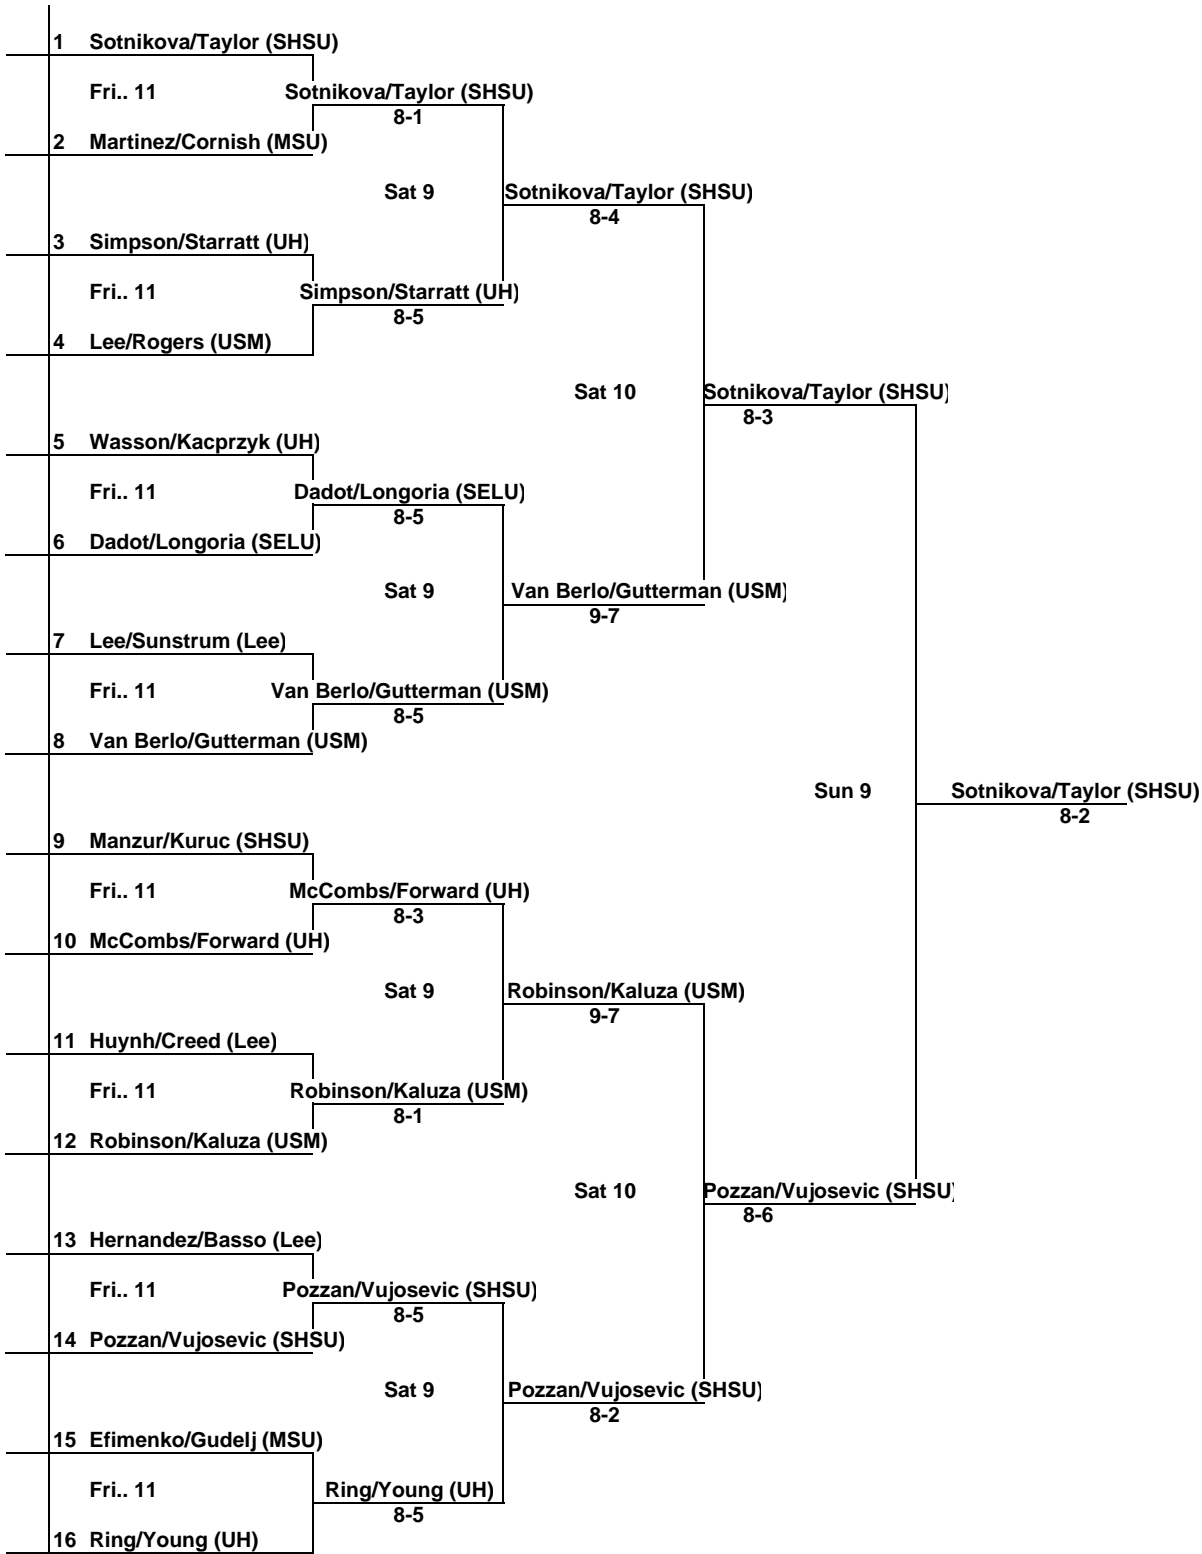 1 Sotnikova/Taylor (SHSU)
Fri.. 11 Sotnikova/Taylor (SHSU)
8-1
2 Martinez/Cornish (MSU)
Sat 9 Sotnikova/Taylor (SHSU)
8-4
3 Simpson/Starratt (UH)
Fri.. 11 Simpson/Starratt (UH)
8-5
4 Lee/Rogers (USM)
Sat 10 Sotnikova/Taylor (SHSU)
8-3
5 Wasson/Kacprzyk (UH)
Fri.. 11 Dadot/Longoria (SELU)
8-5
6 Dadot/Longoria (SELU)
Sat 9 Van Berlo/Gutterman (USM)
9-7
7 Lee/Sunstrum (Lee)
Fri.. 11 Van Berlo/Gutterman (USM)
8-5
8 Van Berlo/Gutterman (USM)
Sun 9 Sotnikova/Taylor (SHSU)
8-2
9 Manzur/Kuruc (SHSU)
Fri.. 11 McCombs/Forward (UH)
8-3
10 McCombs/Forward (UH)
Sat 9 Robinson/Kaluza (USM)
9-7
11 Huynh/Creed (Lee)
Fri.. 11 Robinson/Kaluza (USM)
8-1
12 Robinson/Kaluza (USM)
Sat 10 Pozzan/Vujosevic (SHSU)
8-6
13 Hernandez/Basso (Lee)
Fri.. 11 Pozzan/Vujosevic (SHSU)
8-5
14 Pozzan/Vujosevic (SHSU)
Sat 9 Pozzan/Vujosevic (SHSU)
8-2
15 Efimenko/Gudelj (MSU)
Fri.. 11 Ring/Young (UH)
8-5
16 Ring/Young (UH)